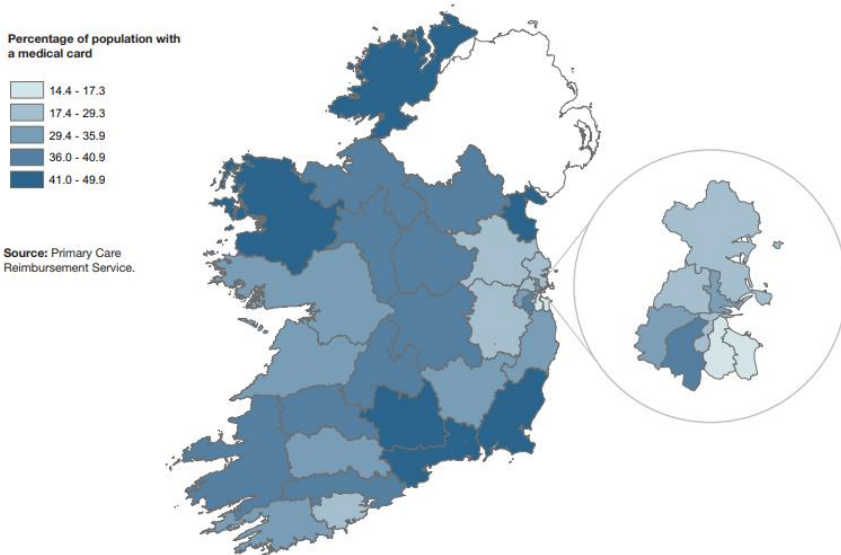 Percentage of population with
a medical card
14.4 - 17.3
17.4 - 29.3
29.4 - 35.9
36.0 - 40.9
41.0 - 49.9
Source: Primary Care
Reimbursement Service.